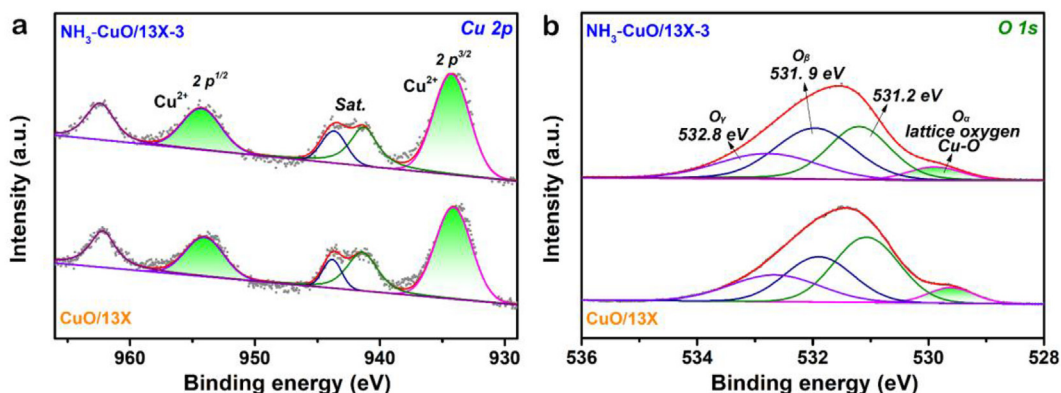 a
NH₃-CuO/13X-3
Cu 2p
2 p³/²
Cu²⁺
2 p¹/²
Cu²⁺
Sat.
CuO/13X
Intensity (a.u.)
960
950
940
930
Binding energy (eV)
b
NH₃-CuO/13X-3
O 1s
Oβ
531. 9 eV
531.2 eV
Oγ
532.8 eV
Oα
lattice oxygen
Cu-O
CuO/13X
Intensity (a.u.)
536
534
532
530
528
Binding energy (eV)